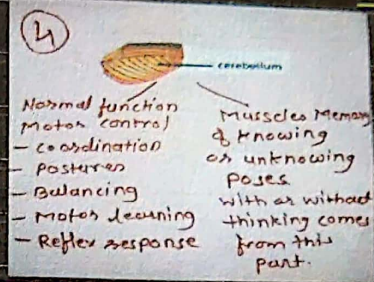 4
cerebellum
Normal function
Motor control
- Coordination
- Postures
- Balancing
- Motor learning
- Reflex response
Muscles Memory
of knowing
or unknowing
poses
with or without
thinking comes
from this
part.